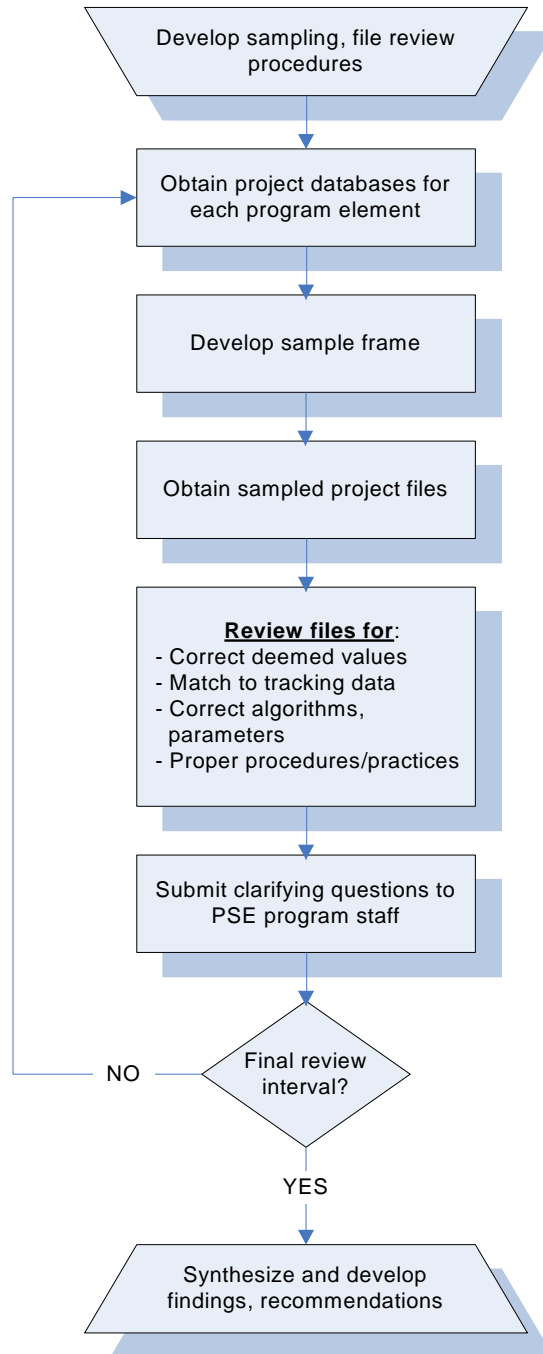 Develop sampling, file review
procedures
Obtain project databases for
each program element
Develop sample frame
Obtain sampled project files
Review files for:
- Correct deemed values
- Match to tracking data
- Correct algorithms,
parameters
- Proper procedures/practices
Submit clarifying questions to
PSE program staff
Final review
interval?
NO
YES
Synthesize and develop
findings, recommendations